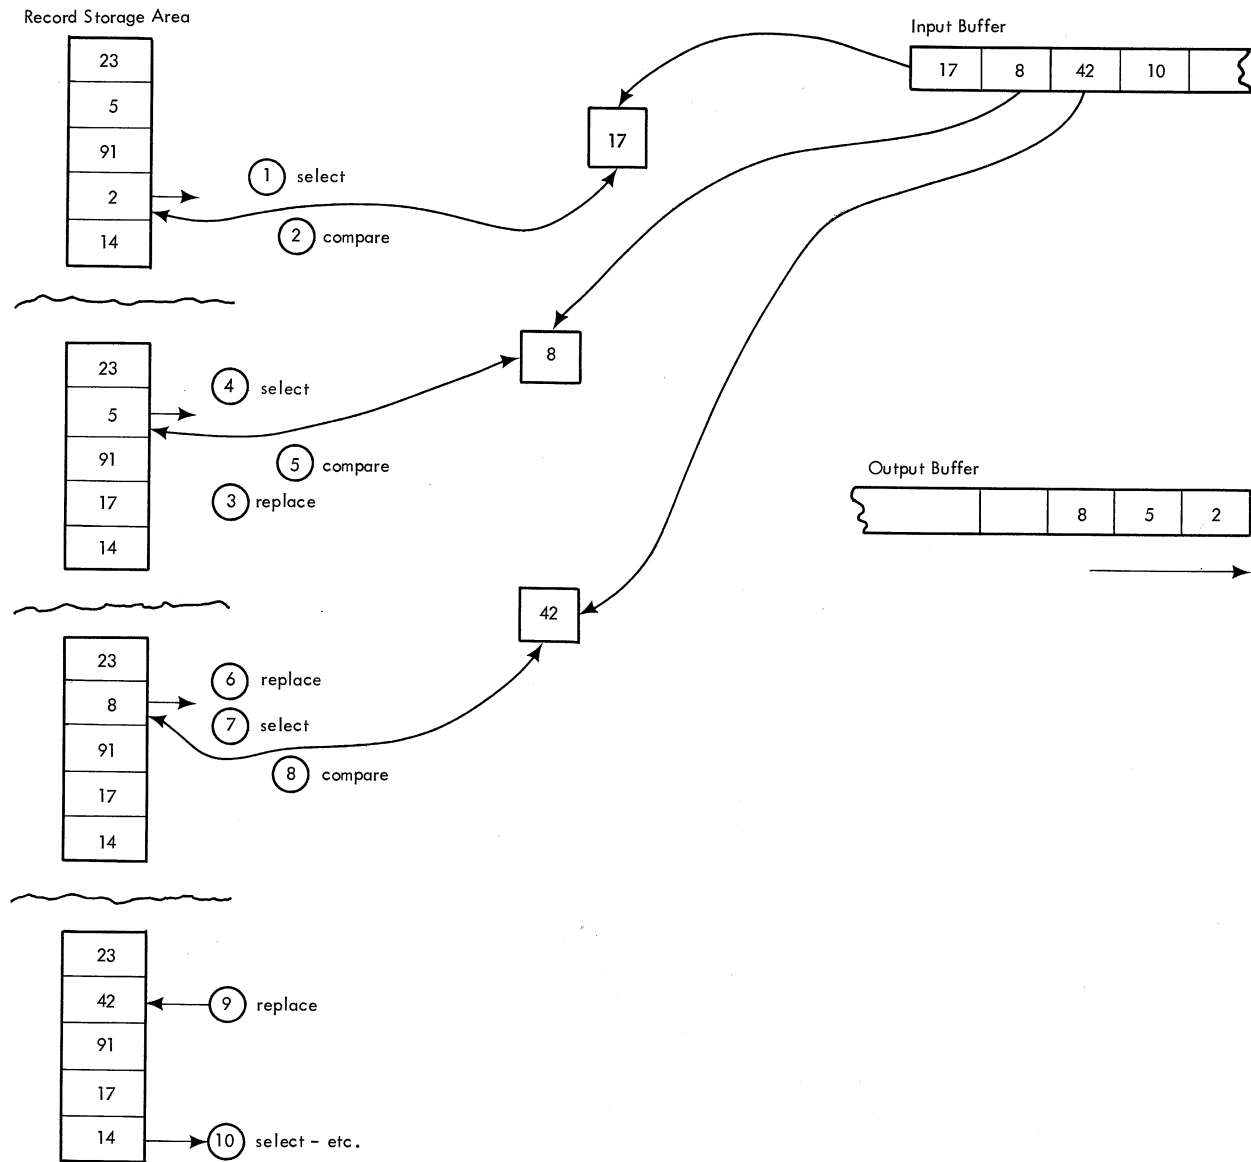 Record Storage Area
23
5
91
2
14
1 select
2 compare
17
Input Buffer
17 8 42 10
23
5
91
17
14
4 select
5 compare
3 replace
8
Output Buffer
8 5 2
23
8
91
17
14
6 replace
7 select
8 compare
42
23
42
91
17
14
9 replace
10 select - etc.